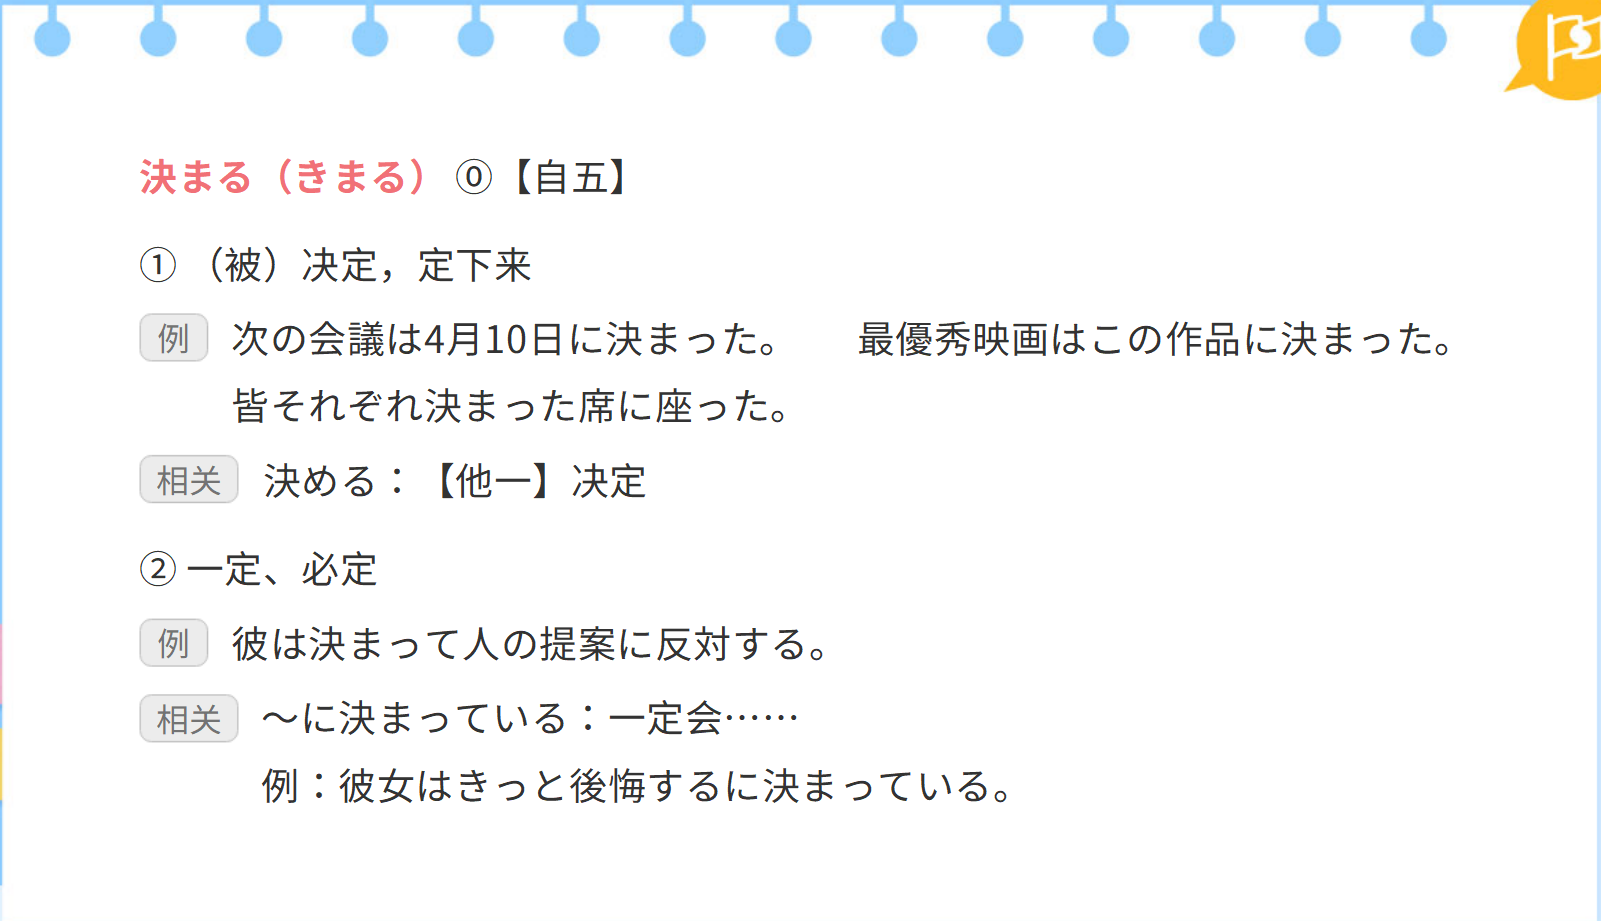 決まる（きまる）⓪【自五】
①（被）决定，定下来
例 次の会議は4月10日に決まった。 最優秀映画はこの作品に決まった。
皆それぞれ決まった席に座った。
相关 決める：【他一】决定
② 一定、必定
例 彼は決まって人の提案に反対する。
相关 ～に決まっている：一定会……
例：彼女はきっと後悔するに決まっている。